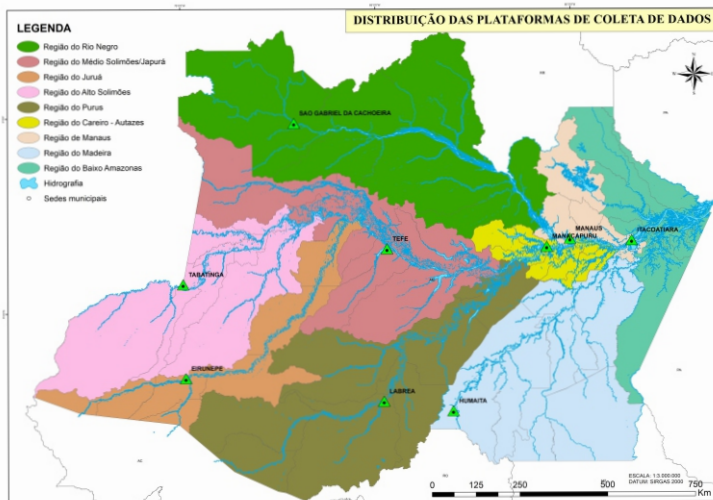 DISTRIBUIÇÃO DAS PLATAFORMAS DE COLETA DE DADOS
LEGENDA
Região do Rio Negro
Região do Médio Solimões/Japurá
Região do Juruá
Região do Alto Solimões
Região do Purus
Região do Careiro - Autazes
Região de Manaus
Região do Madeira
Região do Baixo Amazonas
Hidrografia
Sedes municipais
SAO GABRIEL DA CACHOEIRA
MANAUS
ITACOATIARA
MANACAPURU
TEFE
TABATINGA
EIRUNEPE
LABREA
HUMAITA
ESCALA: 1:5.000.000
DATUM: SIRGAS 2000
0 125 250 500 750
Km